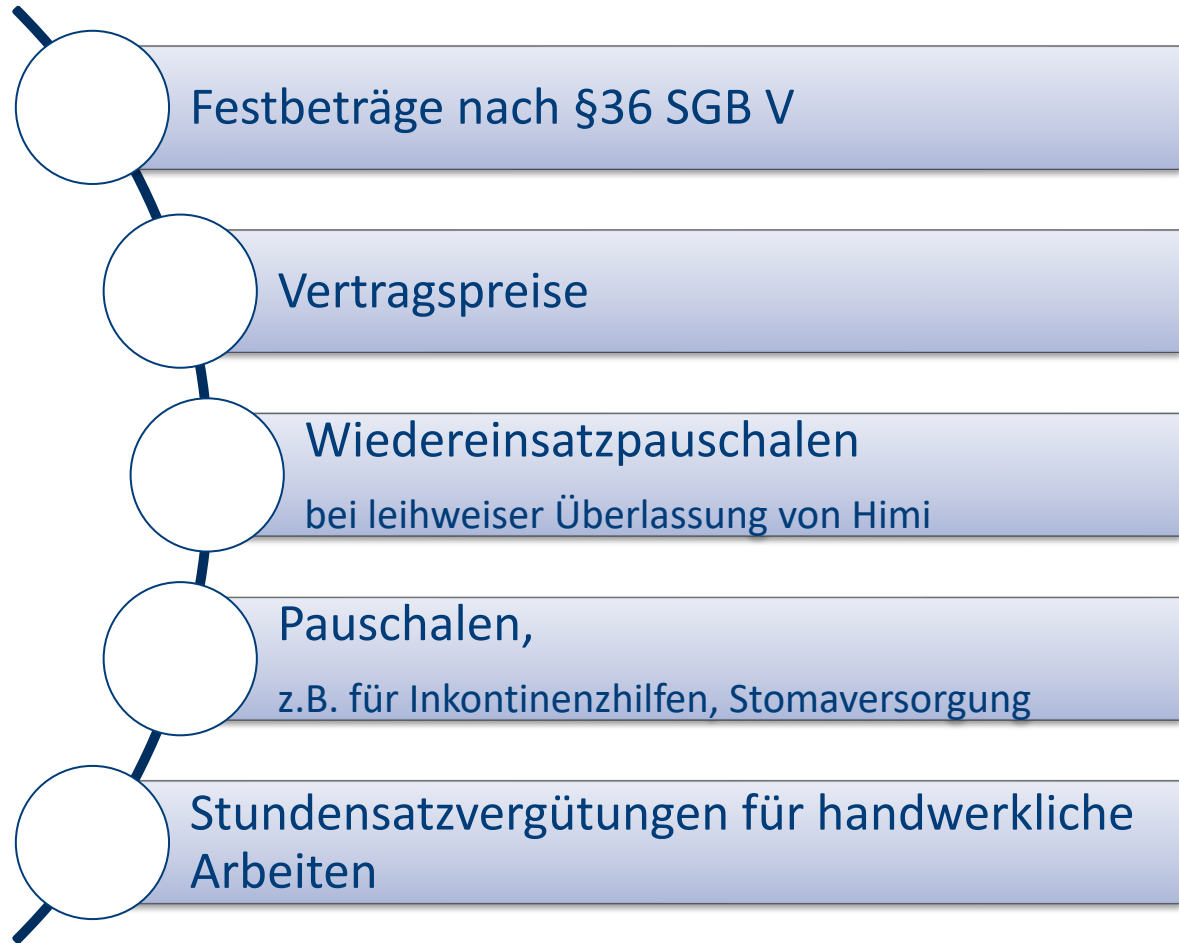 Festbeträge nach §36 SGB V
Vertragspreise
Wiedereinsatzpauschalen
bei leihweiser Überlassung von Himi
Pauschalen,
z.B. für Inkontinenzhilfen, Stomaversorgung
Stundensatzvergütungen für handwerkliche
Arbeiten